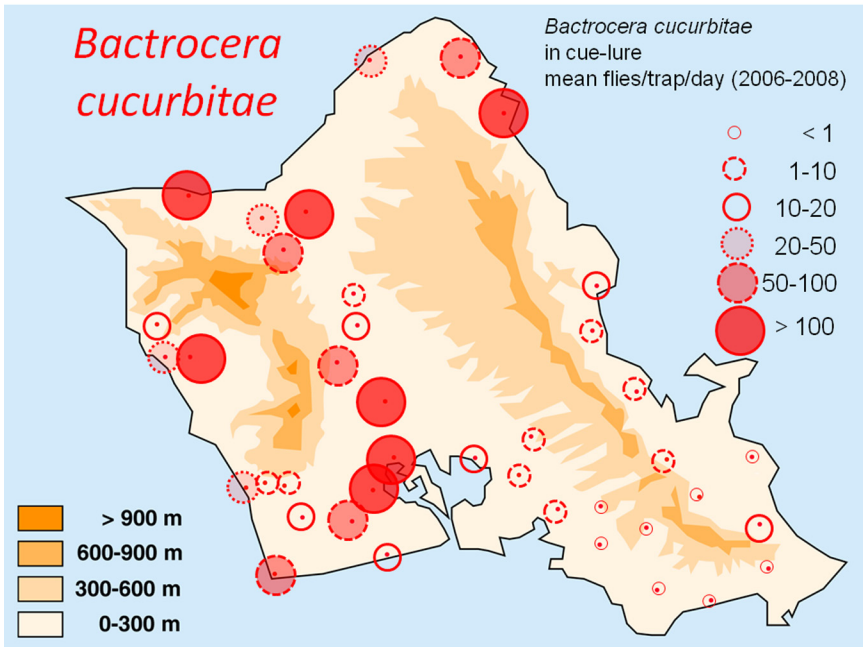 Bactrocera
cucurbitae
Bactrocera cucurbitae
in cue-lure
mean flies/trap/day (2006-2008)
< 1
1-10
10-20
20-50
50-100
> 100
> 900 m
600-900 m
300-600 m
0-300 m